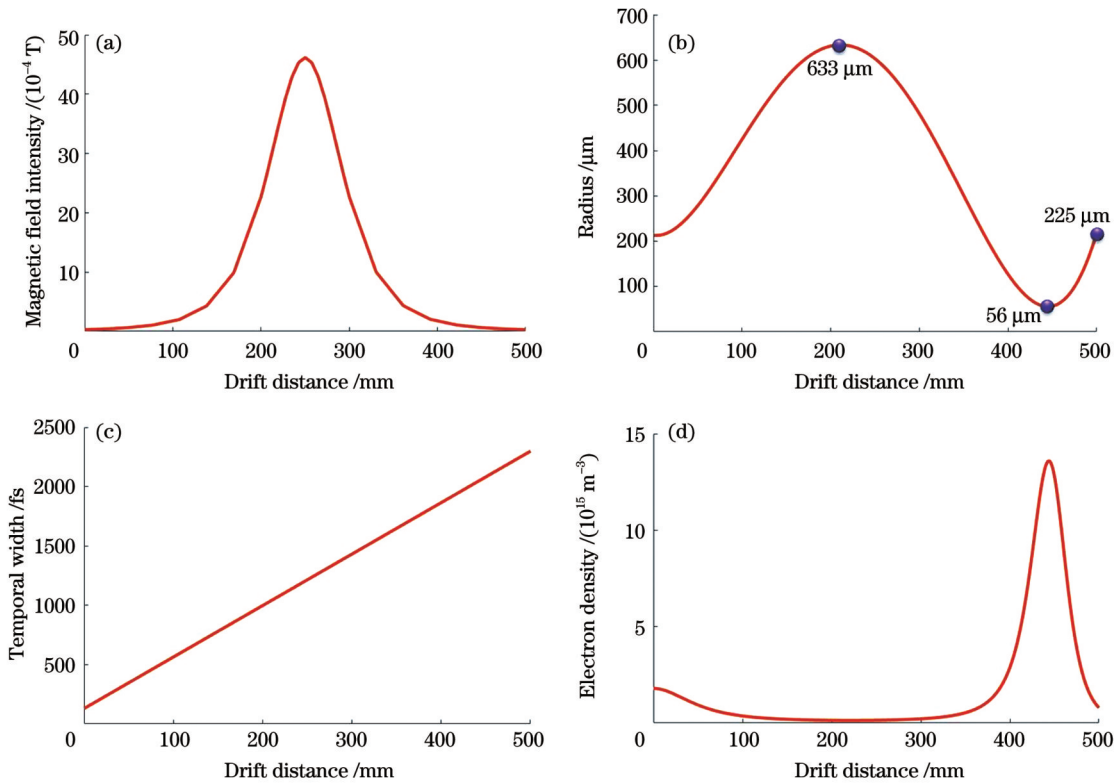 (a)
Magnetic field intensity /(10⁻⁴ T)
50
40
30
20
10
0 100 200 300 400 500
Drift distance /mm
(b)
Radius /μm
700
600
500
400
300
200
100
633 μm
225 μm
56 μm
0 100 200 300 400 500
Drift distance /mm
(c)
Temporal width /fs
2500
2000
1500
1000
500
0 100 200 300 400 500
Drift distance /mm
(d)
Electron density /(10¹⁵ m⁻³)
15
10
5
0 100 200 300 400 500
Drift distance /mm